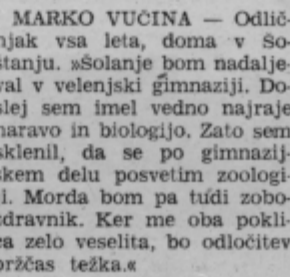 MARKO VUČINA — Odlič-
njak vsa leta, doma v Šo-
štanju. »Šolanje bom nadalje-
val v velenjski gimnaziji. Do-
slej sem imel vedno najraje
naravo in biologijo. Zato sem
sklenil, da se po gimnazij-
skem delu posvetim zoologi-
ji. Morda bom pa tudi zobo-
zdravnik. Ker me oba pokli-
ca zelo veselita, bo odločitev
bržčas težka.«